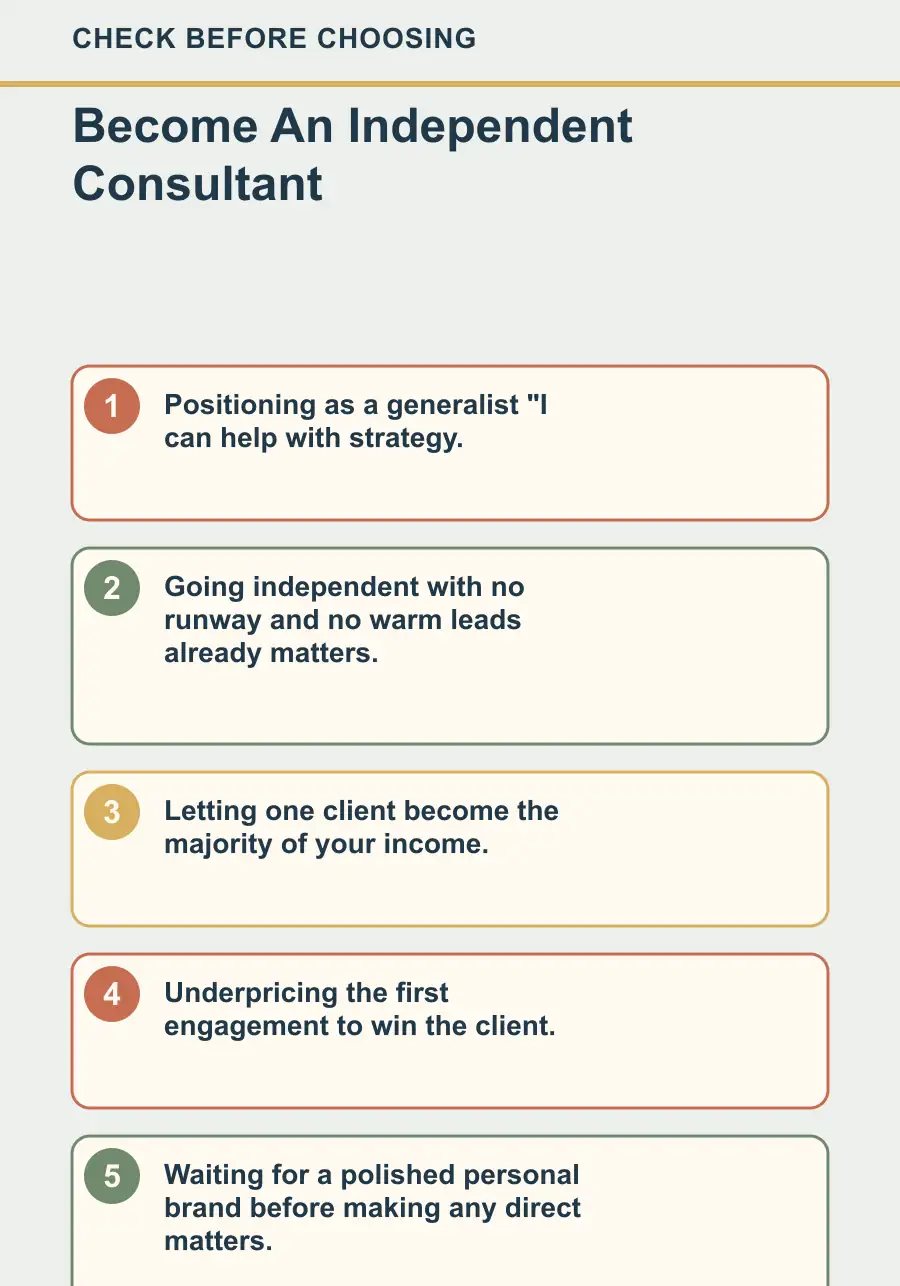 CHECK BEFORE CHOOSING
Become An Independent
Consultant
1
Positioning as a generalist "I
can help with strategy.
2
Going independent with no
runway and no warm leads
already matters.
3
Letting one client become the
majority of your income.
4
Underpricing the first
engagement to win the client.
5
Waiting for a polished personal
brand before making any direct
matters.